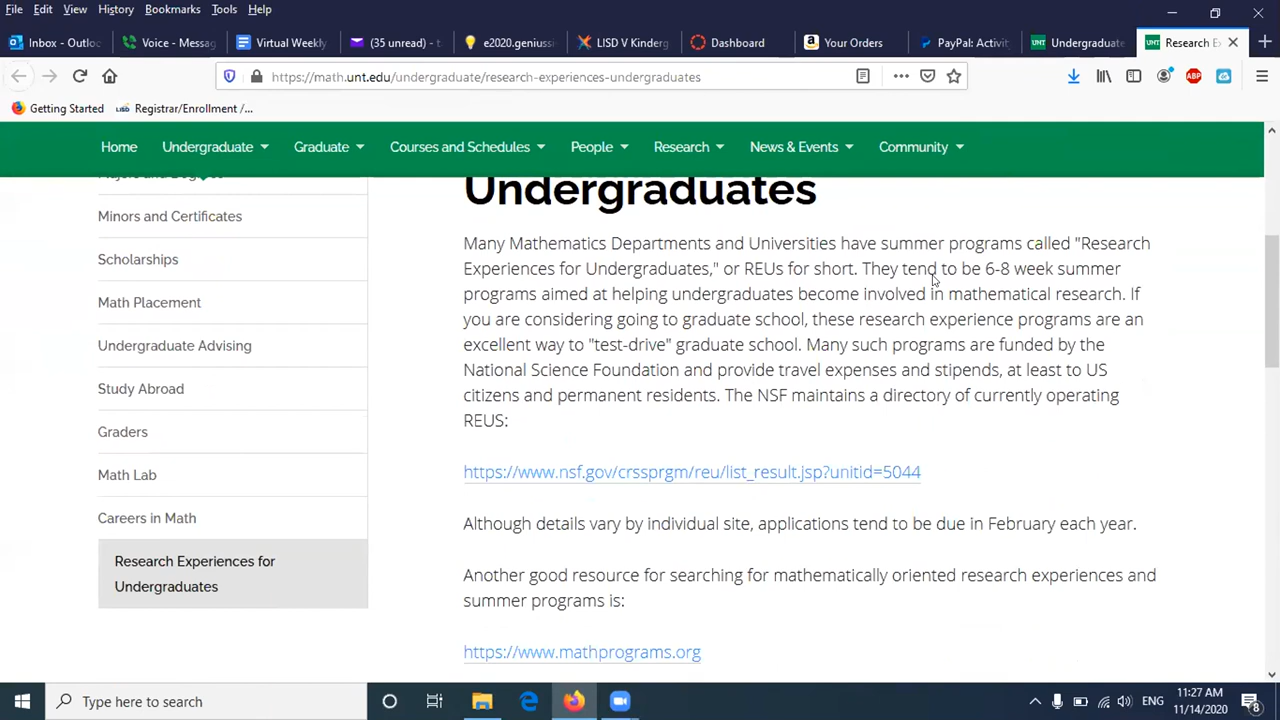 File Edit View History Bookmarks Tools Help
Inbox - Outloo
Voice - Messag
Virtual Weekly
(35 unread) - t
e2020.geniussi
LISD V Kinderg
Dashboard
Your Orders
PayPal: Activity
UNT Undergraduate
UNT Research Ex
https://math.unt.edu/undergraduate/research-experiences-undergraduates
ABP
Getting Started LISD Registrar/Enrollment /...
Home Undergraduate Graduate Courses and Schedules People Research News & Events Community
Minors and Certificates
Scholarships
Math Placement
Undergraduate Advising
Study Abroad
Graders
Math Lab
Careers in Math
Research Experiences for
Undergraduates
Undergraduates
Many Mathematics Departments and Universities have summer programs called "Research
Experiences for Undergraduates," or REUs for short. They tend to be 6-8 week summer
programs aimed at helping undergraduates become involved in mathematical research. If
you are considering going to graduate school, these research experience programs are an
excellent way to "test-drive" graduate school. Many such programs are funded by the
National Science Foundation and provide travel expenses and stipends, at least to US
citizens and permanent residents. The NSF maintains a directory of currently operating
REUS:
https://www.nsf.gov/crssprgm/reu/list_result.jsp?unitid=5044
Although details vary by individual site, applications tend to be due in February each year.
Another good resource for searching for mathematically oriented research experiences and
summer programs is:
https://www.mathprograms.org
Type here to search
ENG
11:27 AM
11/14/2020
8